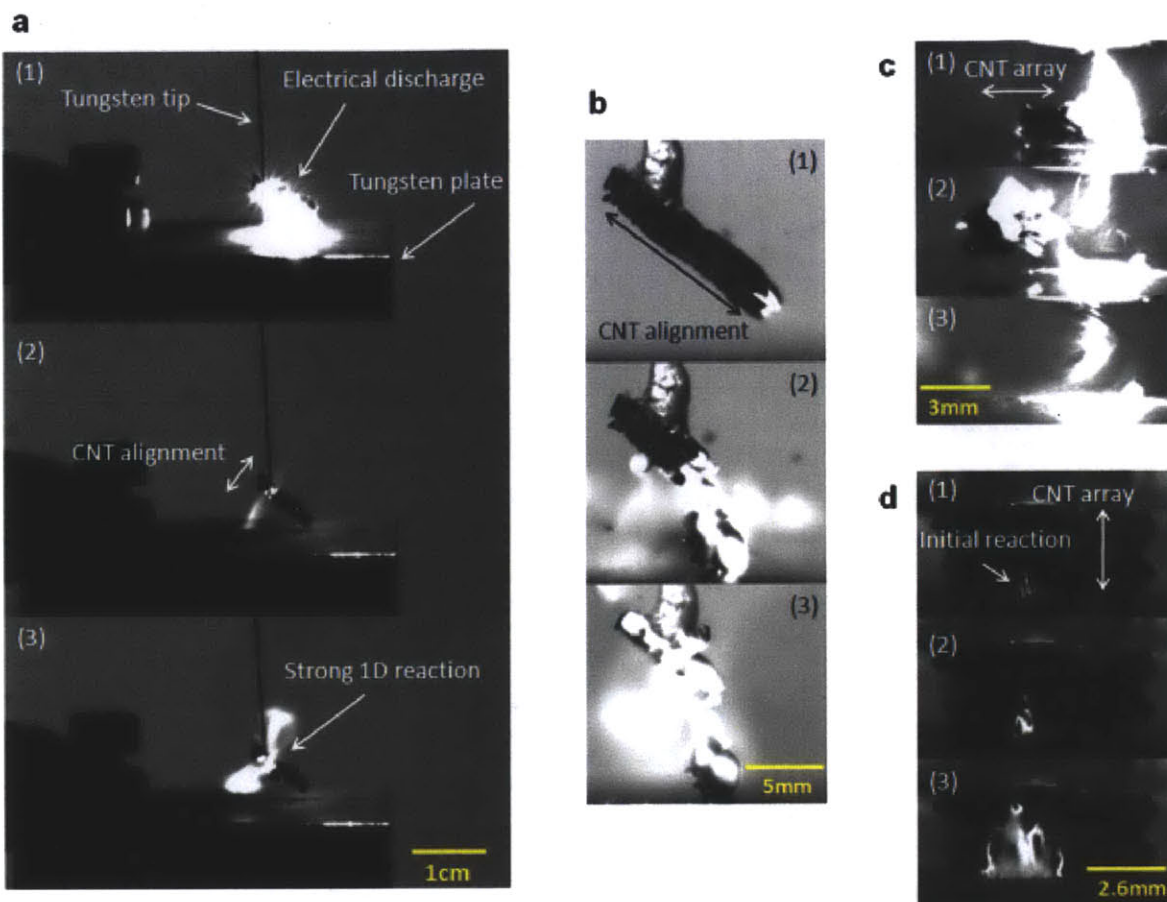 a
(1)
Electrical discharge
Tungsten tip
Tungsten plate
(2)
CNT alignment
(3)
Strong 1D reaction
1cm
b
(1)
CNT alignment
(2)
(3)
5mm
c
(1)
CNT array
(2)
(3)
3mm
d
(1)
CNT array
Initial reaction
(2)
(3)
2.6mm